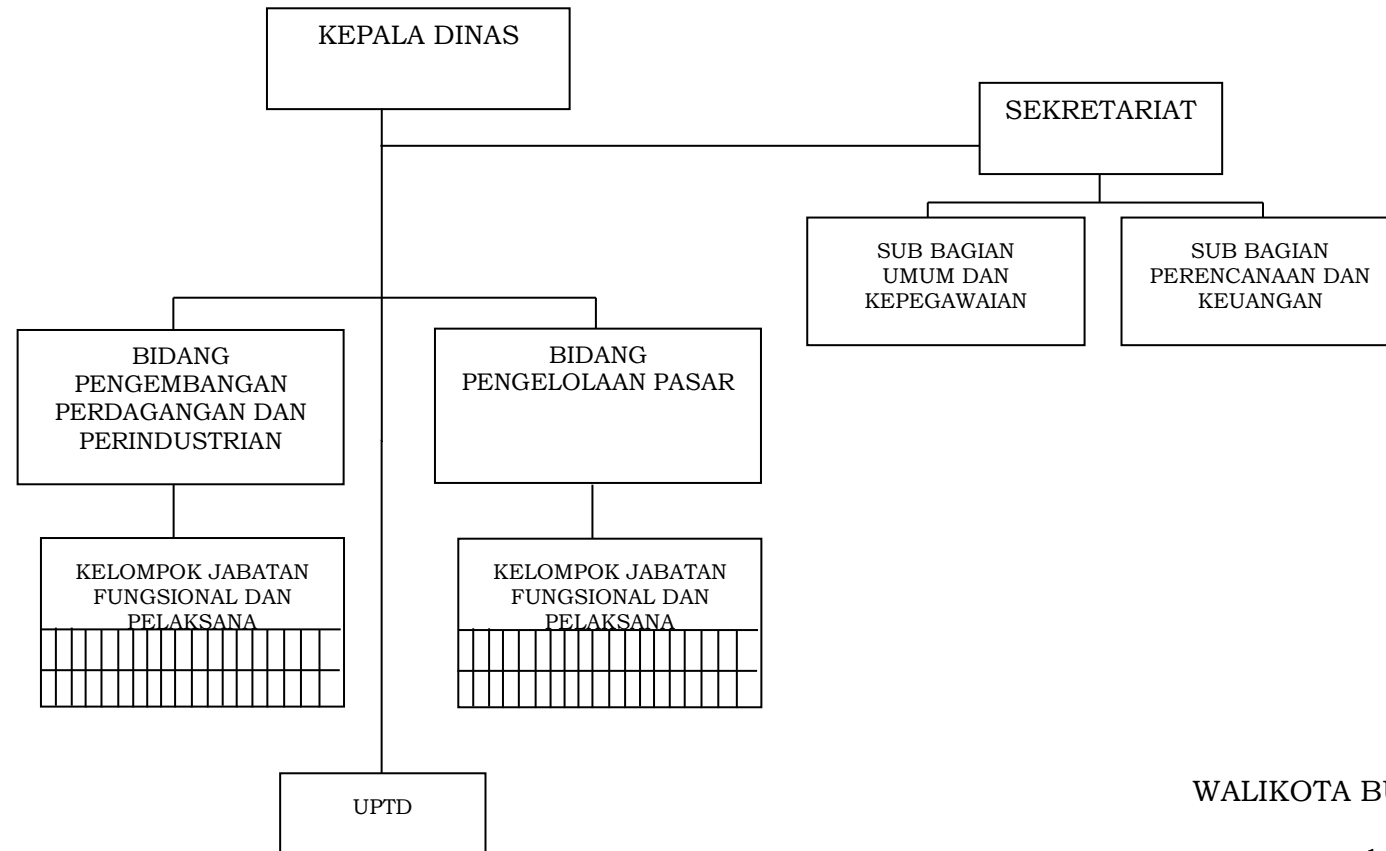 KEPALA DINAS
SEKRETARIAT
SUB BAGIAN
UMUM DAN
KEPEGAWAIAN
SUB BAGIAN
PERENCANAAN DAN
KEUANGAN
BIDANG
PENGEMBANGAN
PERDAGANGAN DAN
PERINDUSTRIAN
BIDANG
PENGELOLAAN PASAR
KELOMPOK JABATAN
FUNGSIONAL DAN
PELAKSANA
KELOMPOK JABATAN
FUNGSIONAL DAN
PELAKSANA
UPTD
WALIKOTA